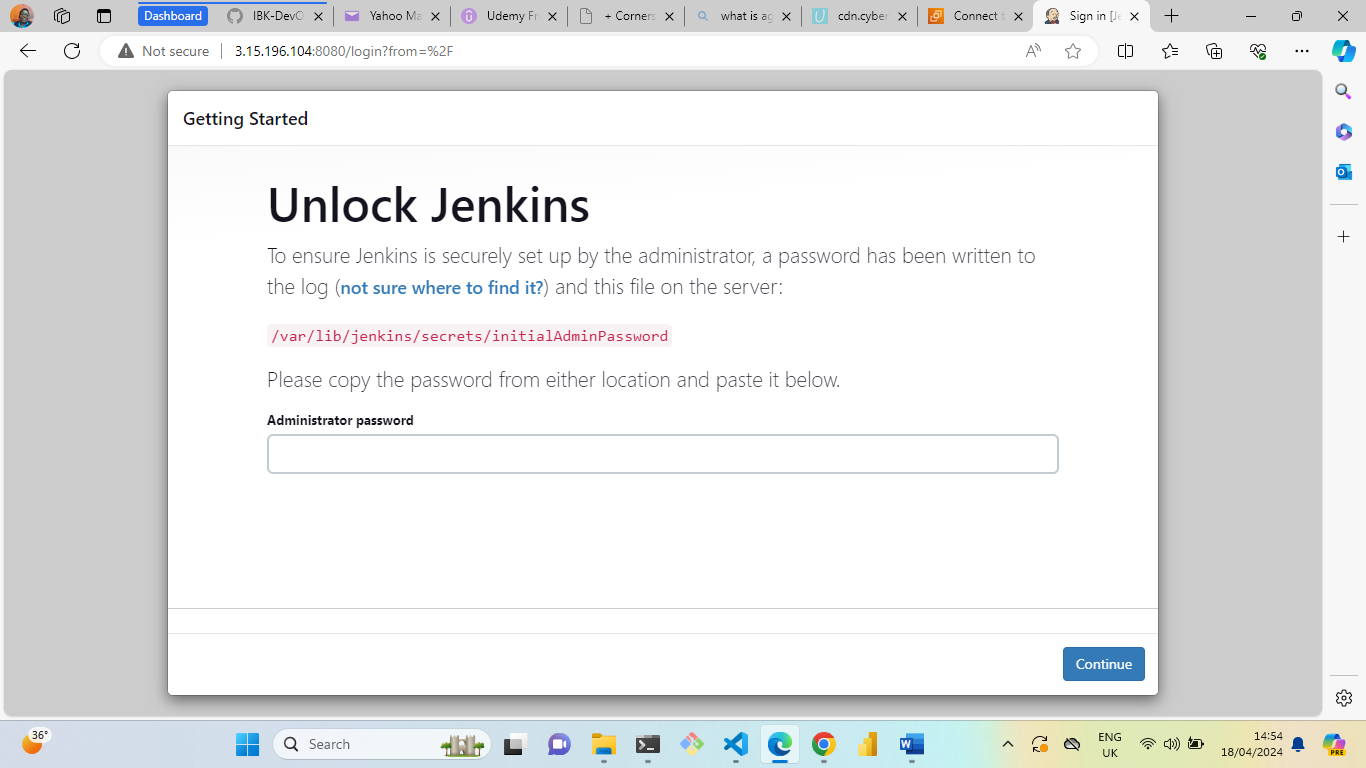 Dashboard
IBK-DevO
Yahoo Ma
Udemy Fr
+ Corners
what is ag
cdn.cybe
Connect t
Sign in [Je
Not secure
3.15.196.104:8080/login?from=%2F
Getting Started
Unlock Jenkins
To ensure Jenkins is securely set up by the administrator, a password has been written to
the log (not sure where to find it?) and this file on the server:
/var/lib/jenkins/secrets/initialAdminPassword
Please copy the password from either location and paste it below.
Administrator password
Continue
36°
Search
ENG
UK
14:54
18/04/2024
PRE